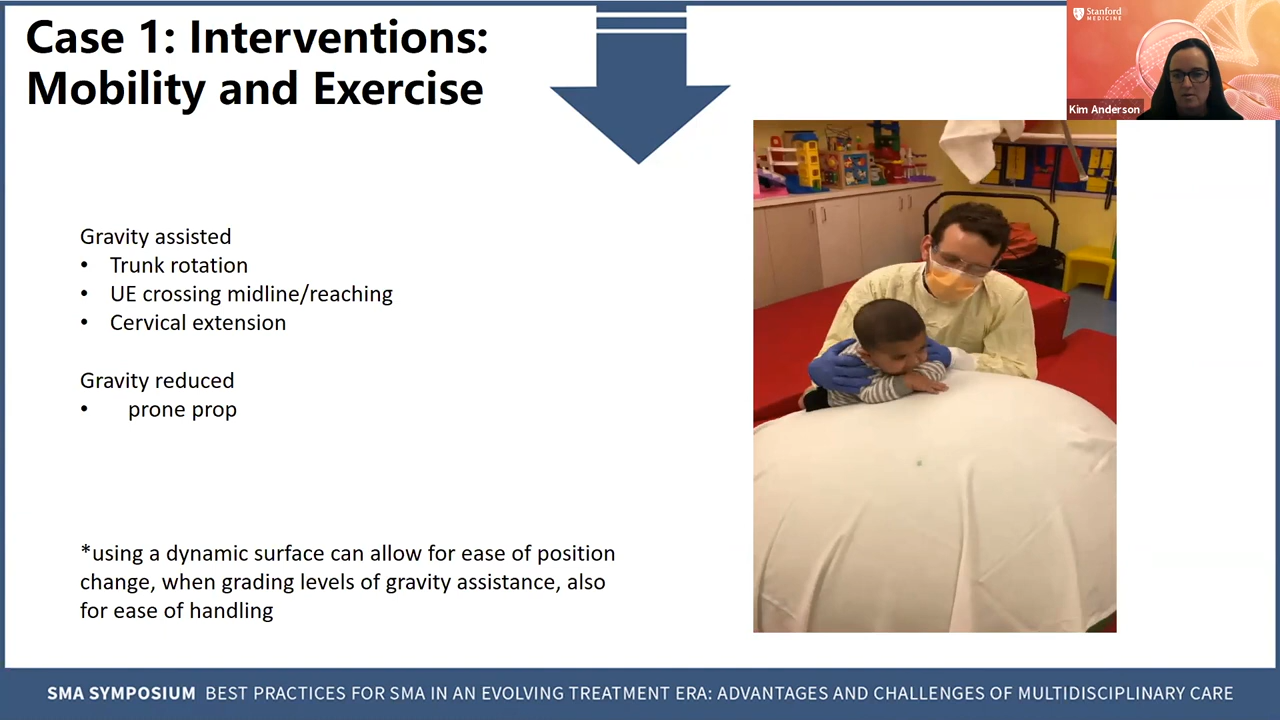 Case 1: Interventions:
Mobility and Exercise
Stanford
MEDICINE
Kim Anderson
Gravity assisted
• Trunk rotation
• UE crossing midline/reaching
• Cervical extension
Gravity reduced
• prone prop
*using a dynamic surface can allow for ease of position
change, when grading levels of gravity assistance, also
for ease of handling
SMA SYMPOSIUM BEST PRACTICES FOR SMA IN AN EVOLVING TREATMENT ERA: ADVANTAGES AND CHALLENGES OF MULTIDISCIPLINARY CARE